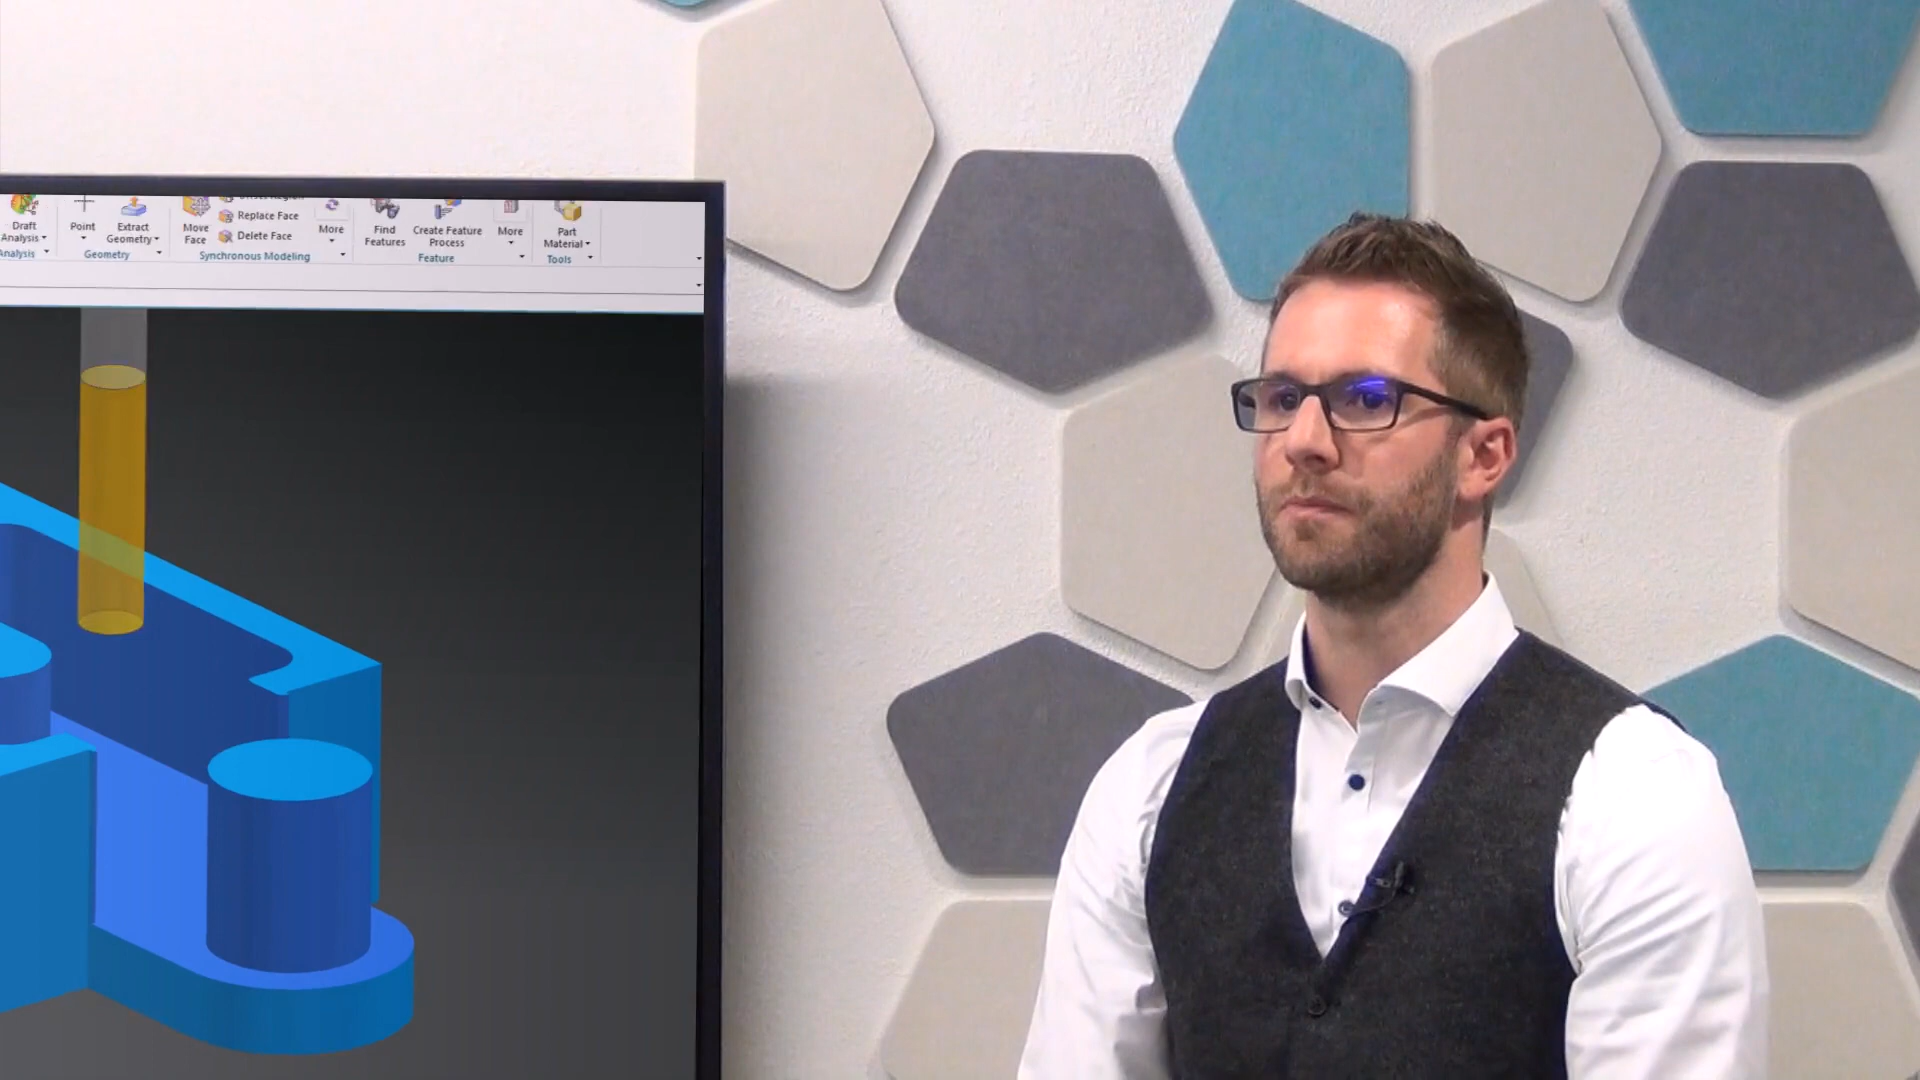 Replace Face
Draft
Analysis
Point
Extract
Geometry
Move
Face
Delete Face
More
Find
Features
Create Feature
Process
More
Part
Material
Analysis
Geometry
Synchronous Modeling
Feature
Tools